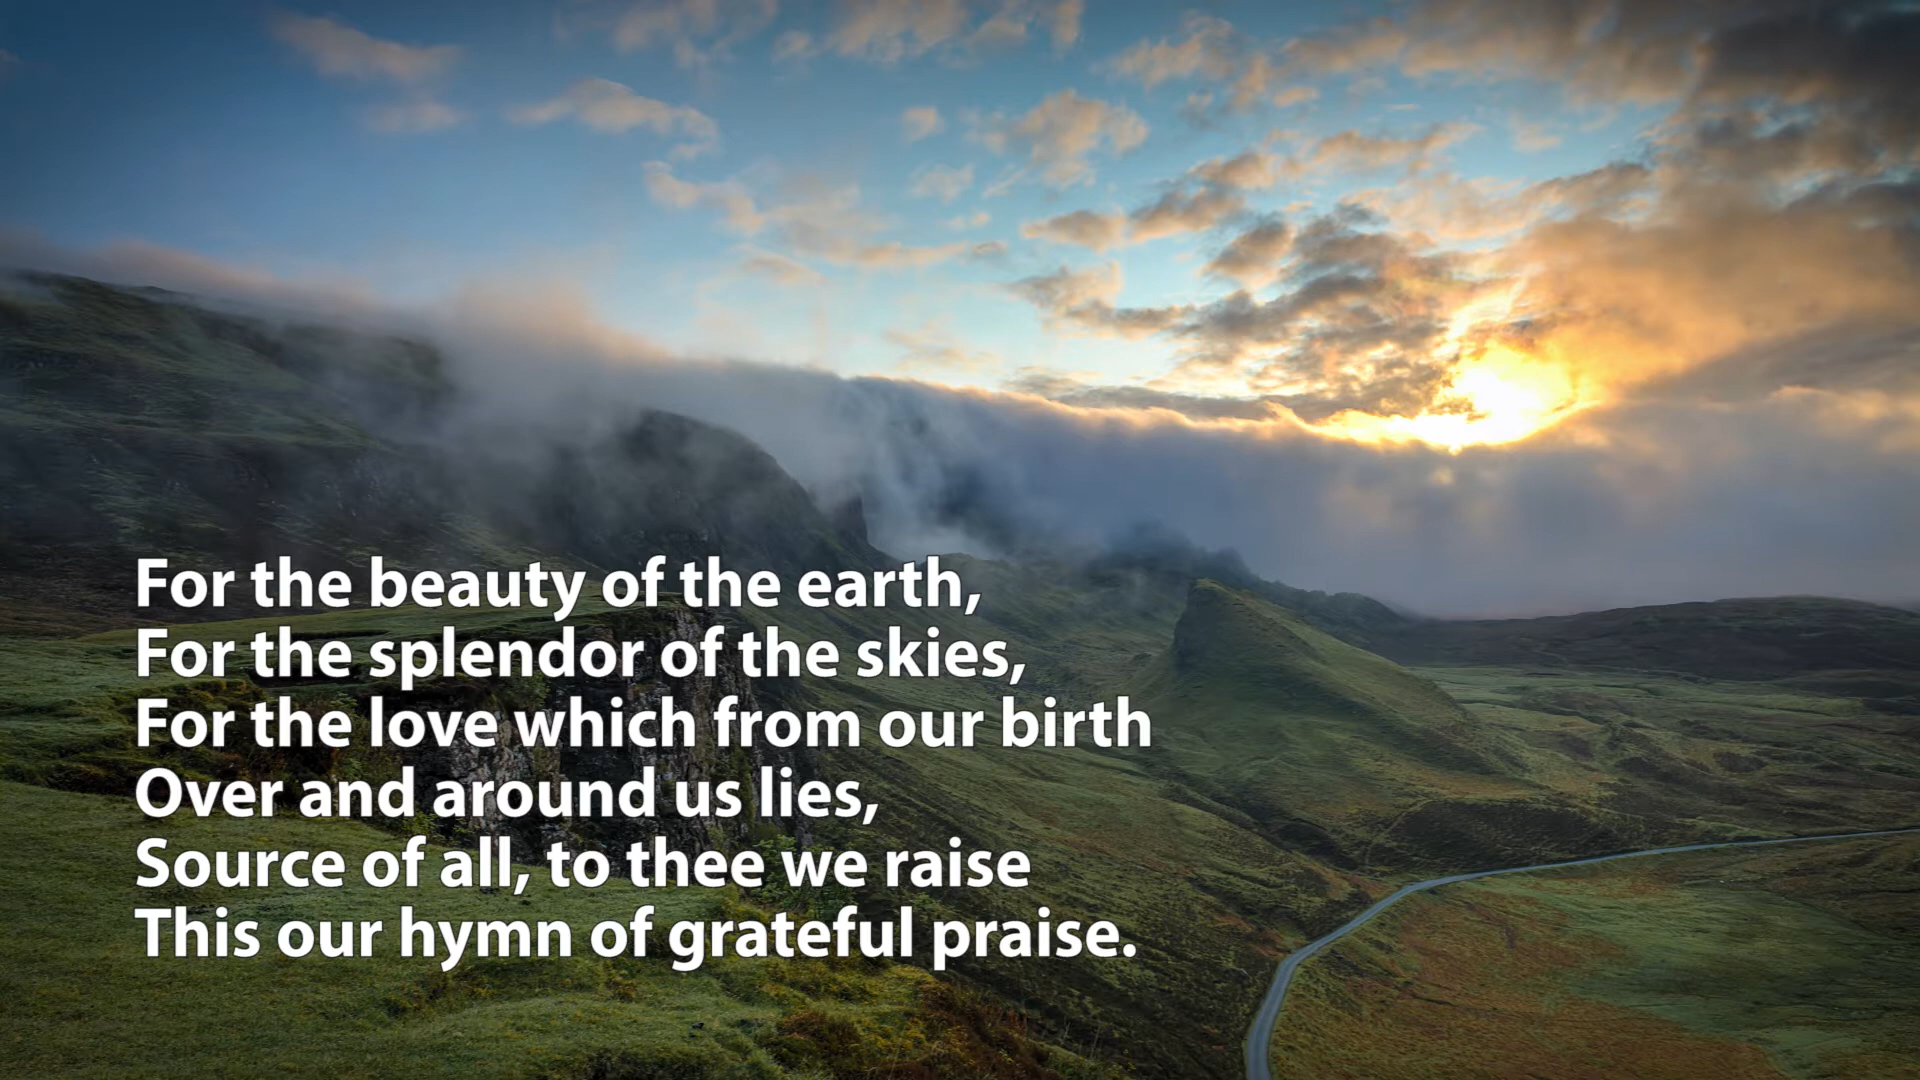 For the beauty of the earth,
For the splendor of the skies,
For the love which from our birth
Over and around us lies,
Source of all, to thee we raise
This our hymn of grateful praise.